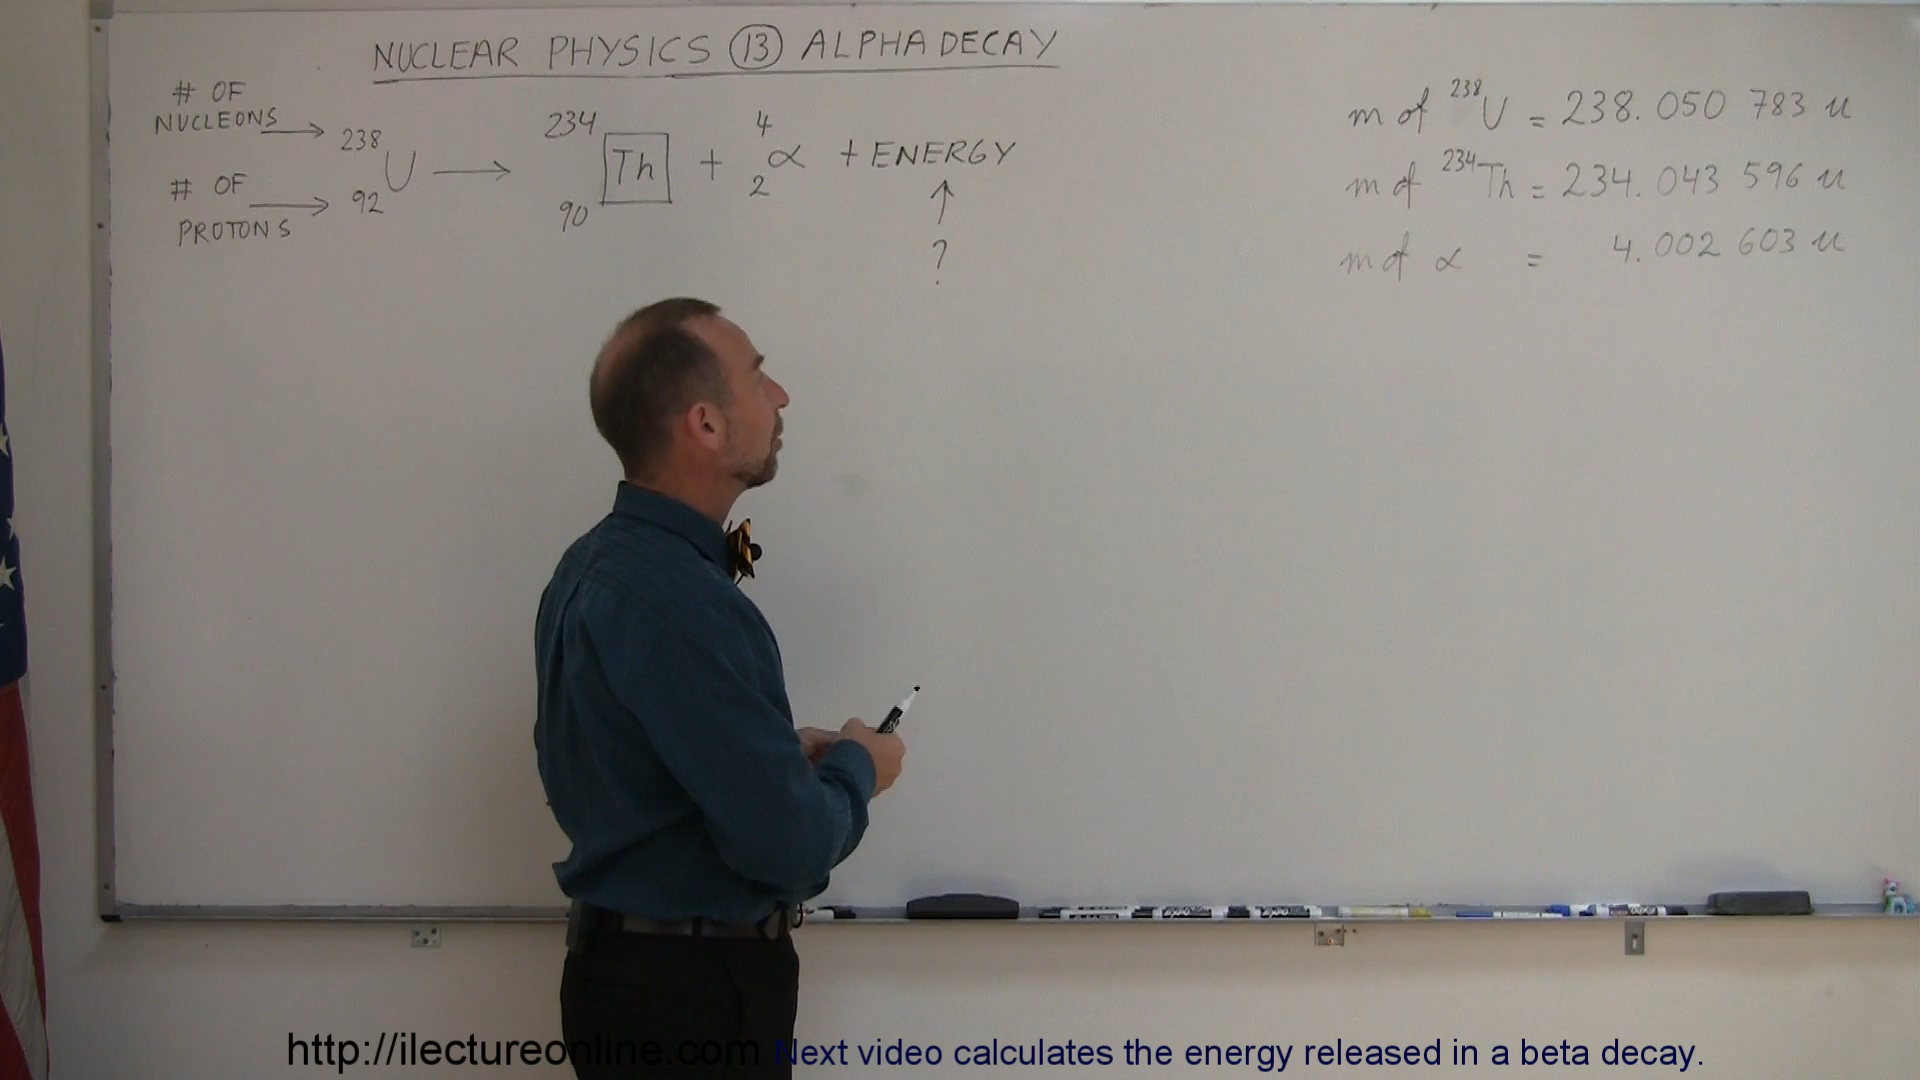 NUCLEAR PHYSICS 13 ALPHA DECAY
# OF
NUCLEONS
# OF
PROTONS
238
92 U → 234
90 Th + 4
2 α + ENERGY
↑
?
m of 238U = 238.050 783 u
m of 234Th = 234.043 596 u
m of α = 4.002 603 u
http://ilectureonline.com Next video calculates the energy released in a beta decay.